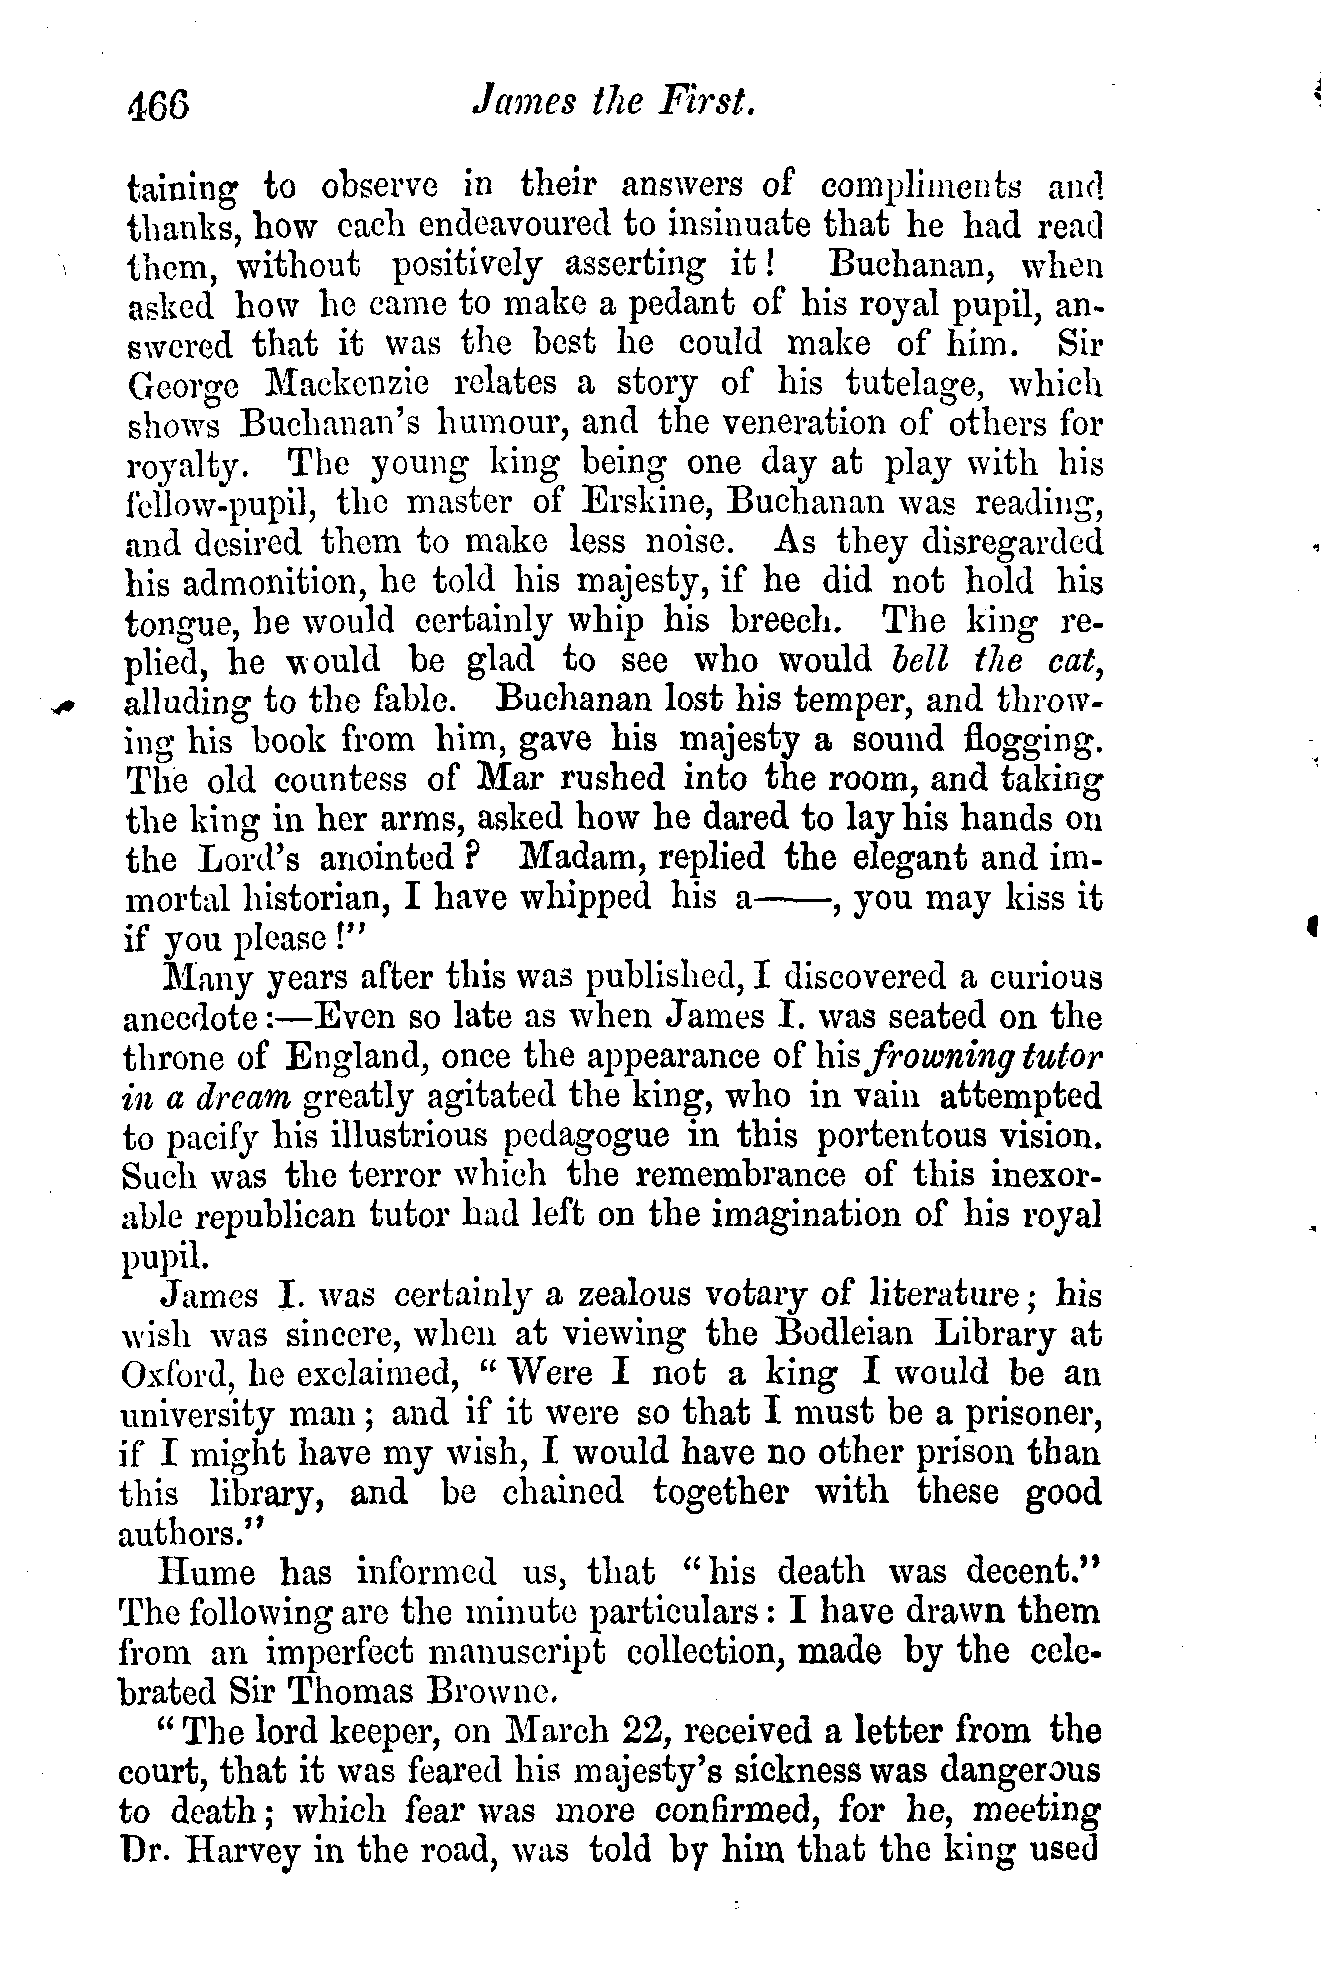 466 James the First.
taining to observe in their answers of compliments and
thanks, how each endeavoured to insinuate that he had read
them, without positively asserting it! Buchanan, when
asked how he came to make a pedant of his royal pupil, an-
swered that it was the best he could make of him. Sir
George Mackenzie relates a story of his tutelage, which
shows Buchanan's humour, and the veneration of others for
royalty. The young king being one day at play with his
fellow-pupil, the master of Erskine, Buchanan was reading,
and desired them to make less noise. As they disregarded
his admonition, he told his majesty, if he did not hold his
tongue, he would certainly whip his breech. The king re-
plied, he would be glad to see who would bell the cat,
alluding to the fable. Buchanan lost his temper, and throw-
ing his book from him, gave his majesty a sound flogging.
The old countess of Mar rushed into the room, and taking
the king in her arms, asked how he dared to lay his hands on
the Lord's anointed? Madam, replied the elegant and im-
mortal historian, I have whipped his a——, you may kiss it
if you please!"
Many years after this was published, I discovered a curious
anecdote:—Even so late as when James I. was seated on the
throne of England, once the appearance of his frowning tutor
in a dream greatly agitated the king, who in vain attempted
to pacify his illustrious pedagogue in this portentous vision.
Such was the terror which the remembrance of this inexor-
able republican tutor had left on the imagination of his royal
pupil.
James I. was certainly a zealous votary of literature; his
wish was sincere, when at viewing the Bodleian Library at
Oxford, he exclaimed, "Were I not a king I would be an
university man; and if it were so that I must be a prisoner,
if I might have my wish, I would have no other prison than
this library, and be chained together with these good
authors."
Hume has informed us, that "his death was decent."
The following are the minute particulars: I have drawn them
from an imperfect manuscript collection, made by the cele-
brated Sir Thomas Browne.
"The lord keeper, on March 22, received a letter from the
court, that it was feared his majesty's sickness was dangerous
to death; which fear was more confirmed, for he, meeting
Dr. Harvey in the road, was told by him that the king used